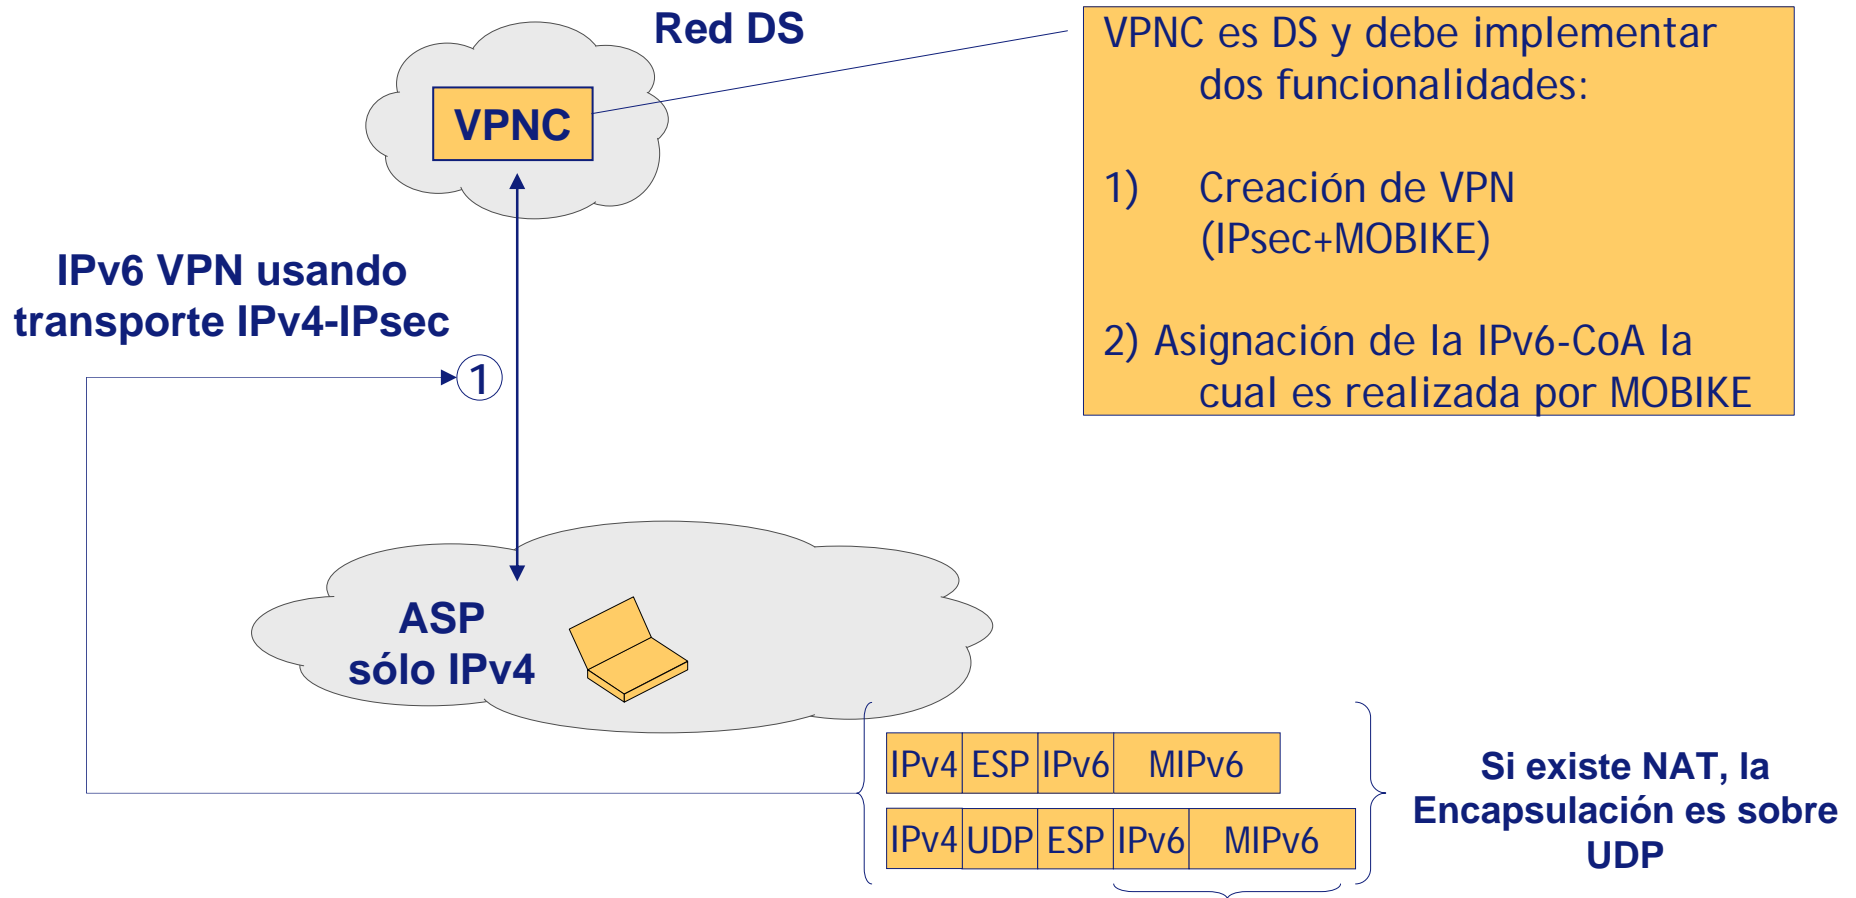 Red DS
VPNC
VPNC es DS y debe implementar
dos funcionalidades:
1) Creación de VPN
(IPsec+MOBIKE)
2) Asignación de la IPv6-CoA la
cual es realizada por MOBIKE
IPv6 VPN usando
transporte IPv4-IPsec
1
ASP
sólo IPv4
IPv4 ESP IPv6 MIPv6
IPv4 UDP ESP IPv6 MIPv6
Si existe NAT, la
Encapsulación es sobre
UDP